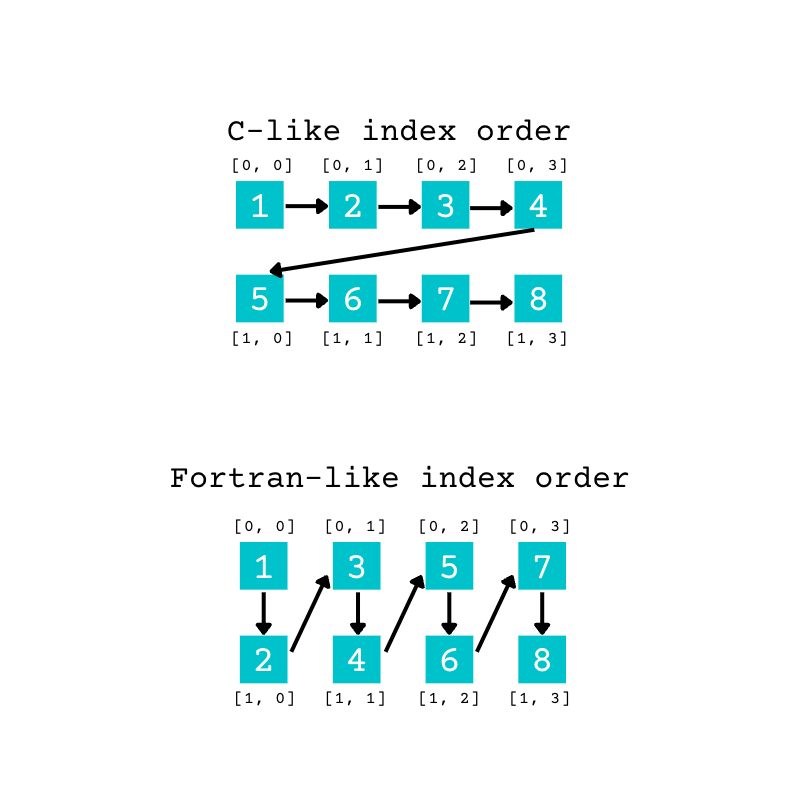 C-like index order
[0, 0] [0, 1] [0, 2] [0, 3]
1 2 3 4
5 6 7 8
[1, 0] [1, 1] [1, 2] [1, 3]
Fortran-like index order
[0, 0] [0, 1] [0, 2] [0, 3]
1 3 5 7
2 4 6 8
[1, 0] [1, 1] [1, 2] [1, 3]